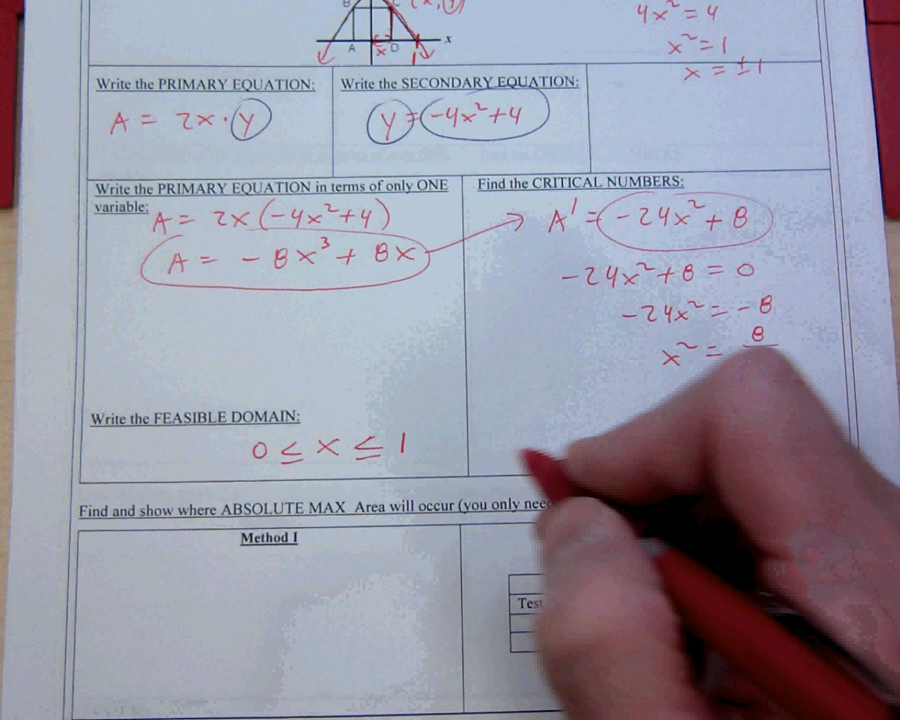 B
x
A
x
D
1
4x² = 4
x² = 1
x = ±1
Write the PRIMARY EQUATION:
A = 2x · y
Write the SECONDARY EQUATION:
y = -4x² + 4
Write the PRIMARY EQUATION in terms of only ONE
variable:
A = 2x(-4x² + 4)
A = -8x³ + 8x
Find the CRITICAL NUMBERS:
A' = -24x² + 8
-24x² + 8 = 0
-24x² = -8
x² = 8
Write the FEASIBLE DOMAIN:
0 ≤ x ≤ 1
Find and show where ABSOLUTE MAX Area will occur (you only
Method I
Test